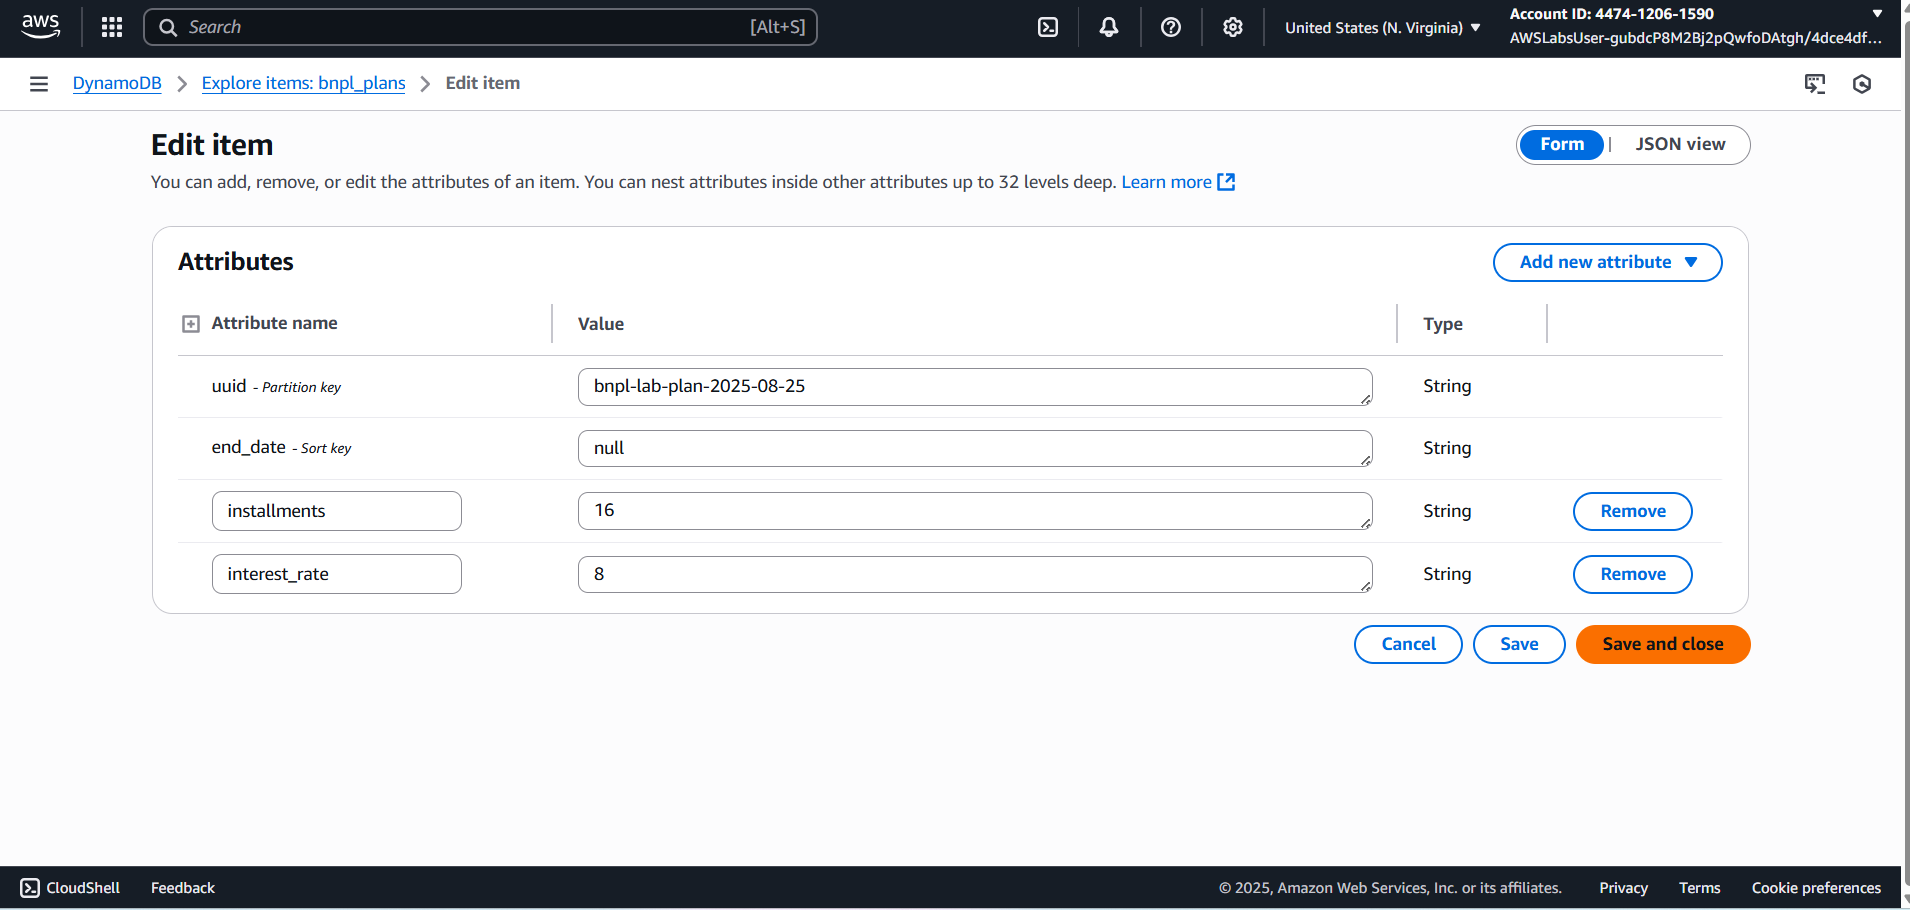 aws
Search [Alt+S]
United States (N. Virginia)
Account ID: 4474-1206-1590
AWSLabsUser-gubdcP8M2Bj2pQwfoDAtgh/4dce4df...
DynamoDB
Explore items: bnpl_plans
Edit item
Edit item
Form | JSON view
You can add, remove, or edit the attributes of an item. You can nest attributes inside other attributes up to 32 levels deep. Learn more
Attributes
Add new attribute
Attribute name Value Type
uuid - Partition key bnpl-lab-plan-2025-08-25 String
end_date - Sort key null String
installments 16 String Remove
interest_rate 8 String Remove
Cancel Save Save and close
CloudShell Feedback © 2025, Amazon Web Services, Inc. or its affiliates. Privacy Terms Cookie preferences